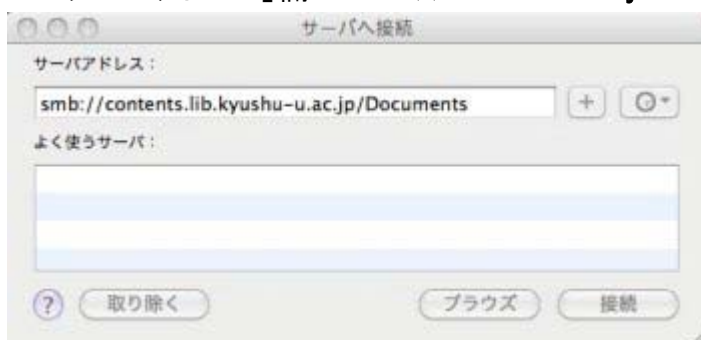 サーバへ接続
サーバアドレス：
smb://contents.lib.kyushu-u.ac.jp/Documents
よく使うサーバ：
? 取り除く ブラウズ 接続